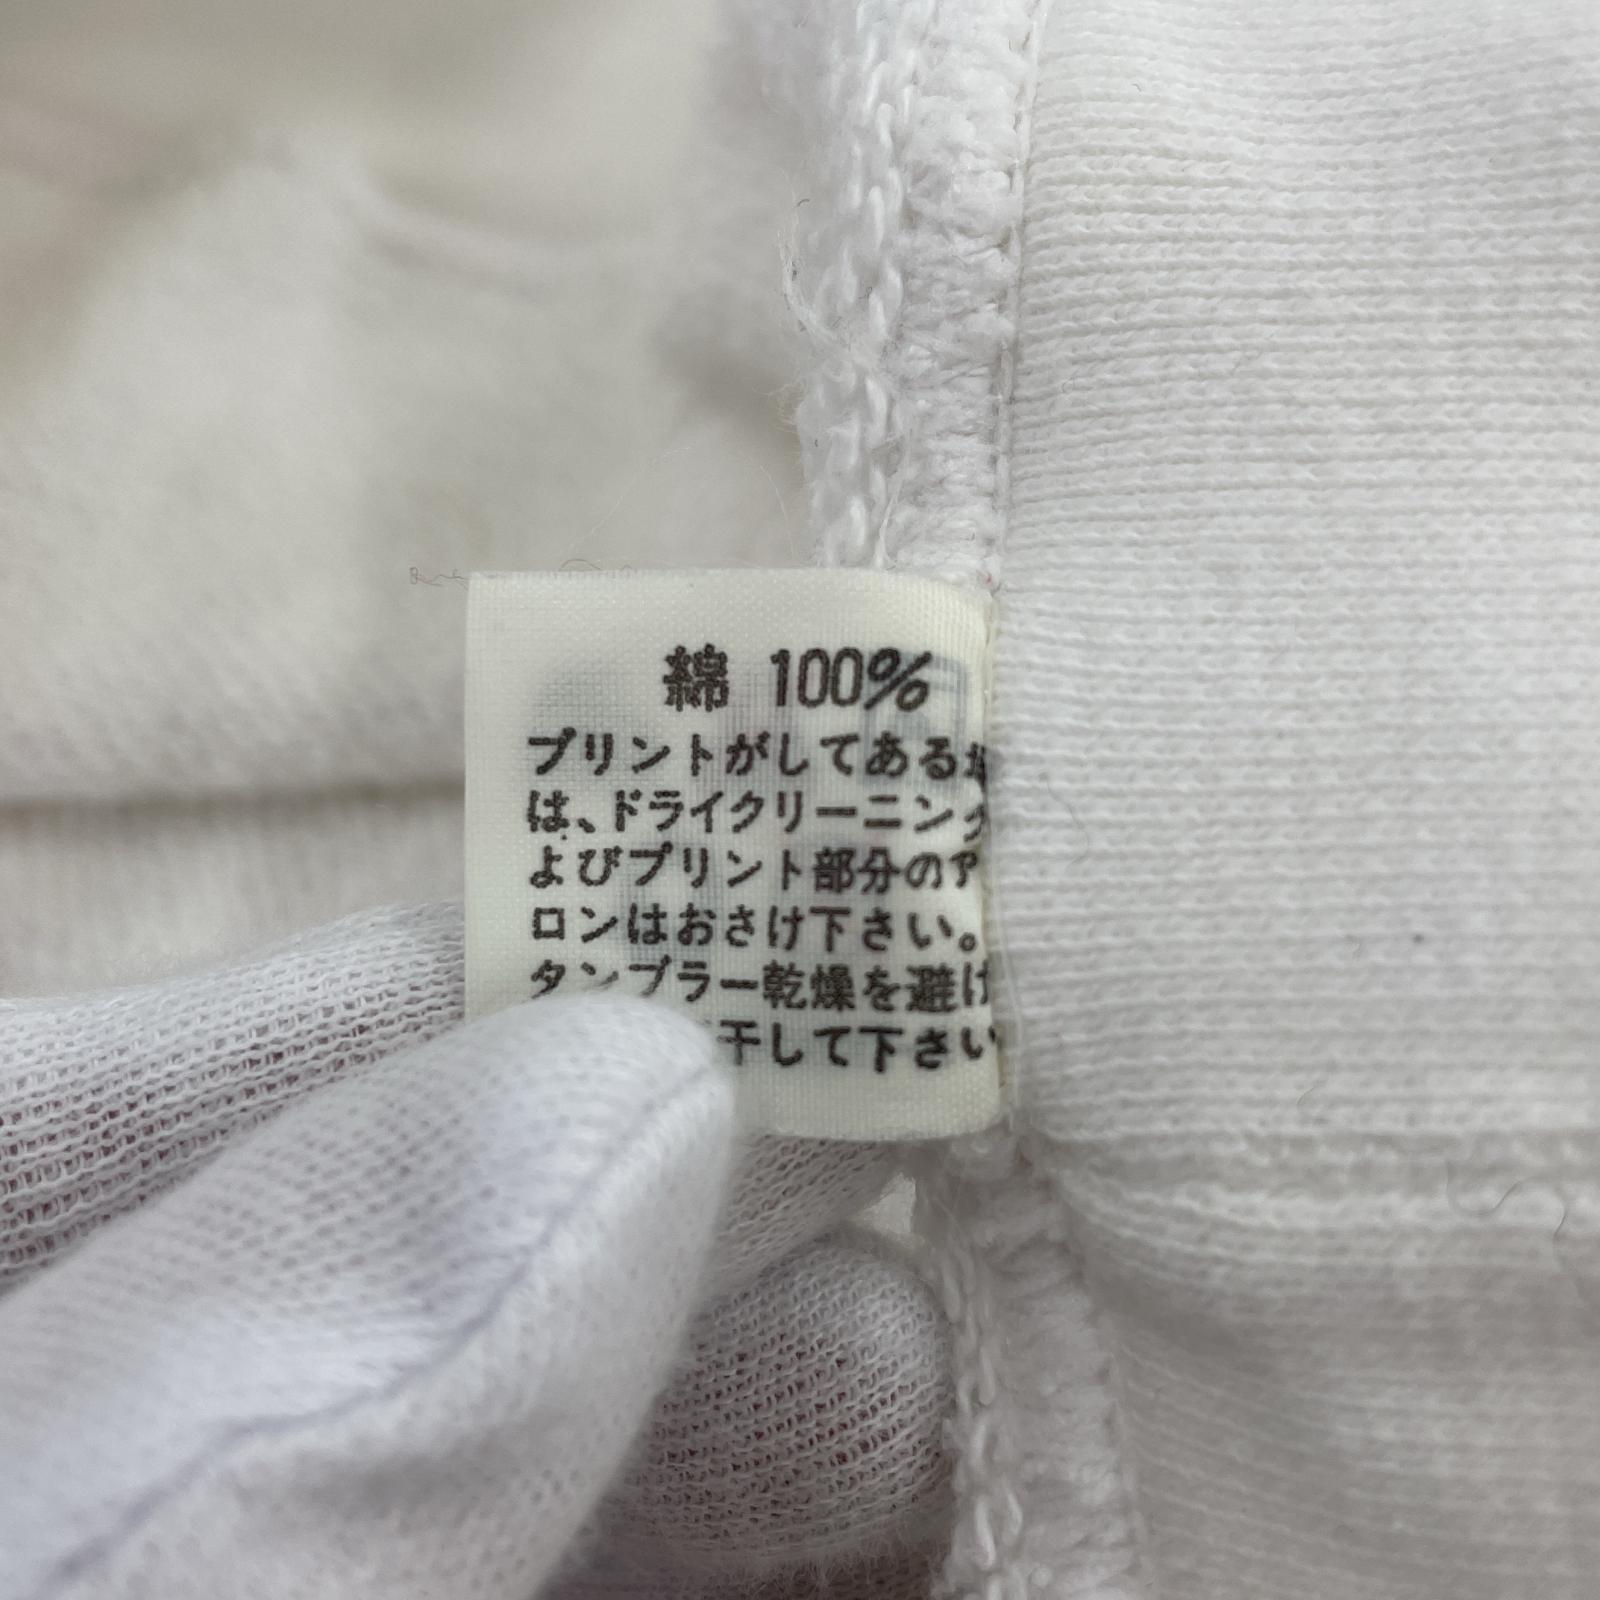 綿 100%
プリントがしてある
は、ドライクリーニング
よびプリント部分のア
ロンはおさけ下さい。
タンブラー乾燥を避け
干して下さい